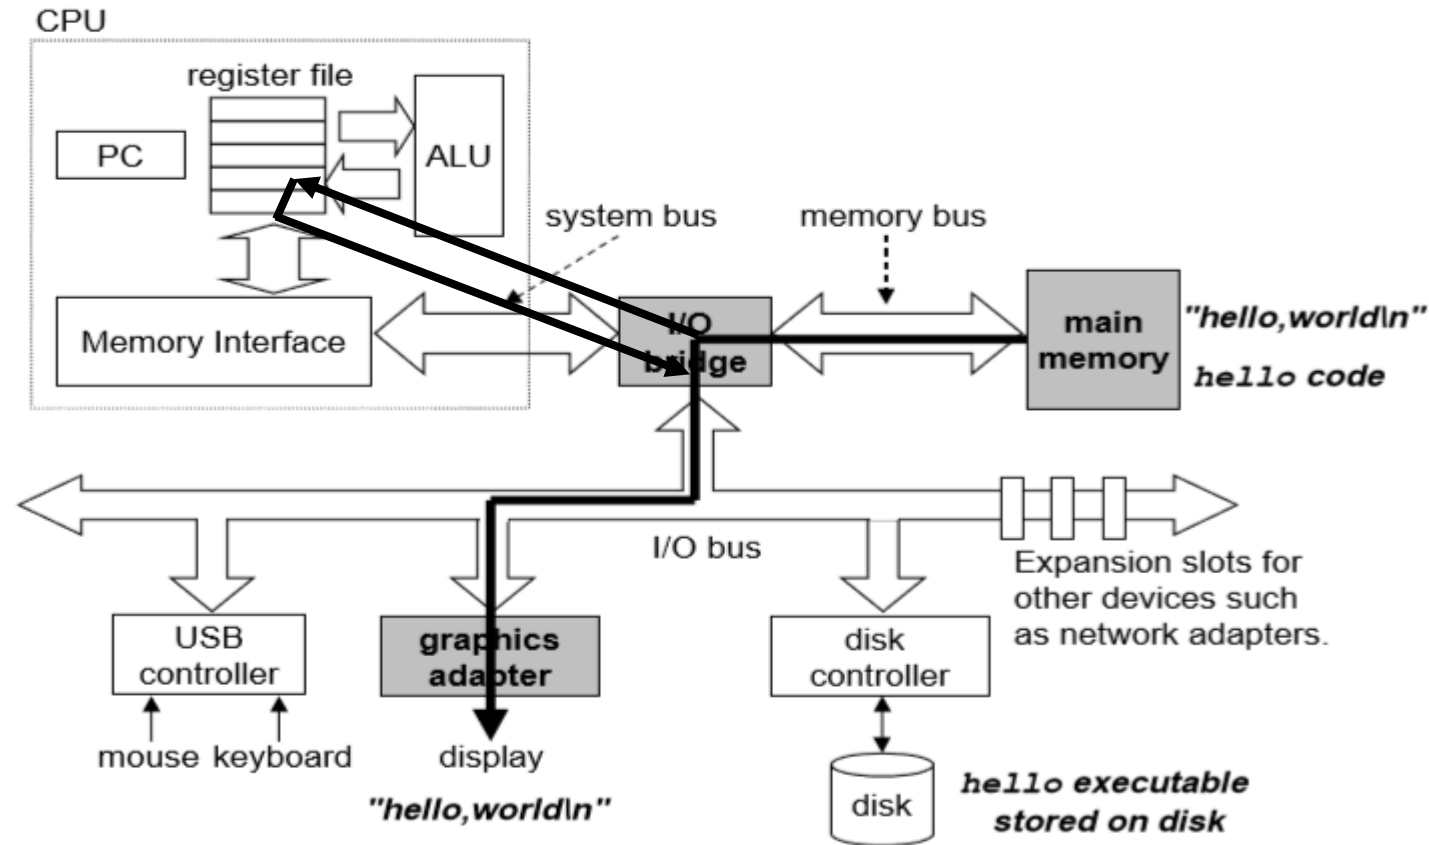 CPU
register file
PC
ALU
system bus
memory bus
Memory Interface
I/O
bridge
main
memory
"hello,world\n"
hello code
I/O bus
Expansion slots for
other devices such
as network adapters.
USB
controller
graphics
adapter
disk
controller
mouse keyboard
display
"hello,world\n"
disk
hello executable
stored on disk